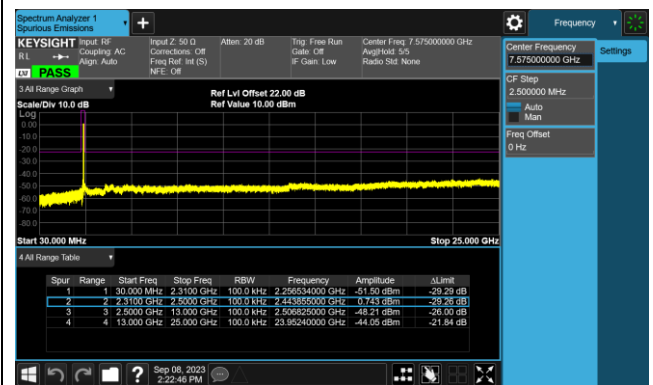 Spectrum Analyzer 1
Spurious Emissions
Frequency
KEYSIGHT Input: RF Input Z: 50 Ω Atten: 20 dB Trig: Free Run Center Freq: 7.575000000 GHz
RL Coupling: AC Corrections: Off Gate: Off Avg|Hold: 5/5
Align: Auto Freq Ref: Int (S) IF Gain: Low Radio Std: None
LXI PASS NFE: Off
Center Frequency
7.575000000 GHz
Settings
CF Step
2.500000 MHz
Auto
Man
Freq Offset
0 Hz
3 All Range Graph
Ref Lvl Offset 22.00 dB
Scale/Div 10.0 dB Ref Value 10.00 dBm
Log
0.00
-10.0
-20.0
-30.0
-40.0
-50.0
-60.0
-70.0
-80.0
Start 30.000 MHz Stop 25.000 GHz
4 All Range Table
Spur Range Start Freq Stop Freq RBW Frequency Amplitude ΔLimit
1 1 30.000 MHz 2.3100 GHz 100.0 kHz 2.256534000 GHz -51.50 dBm -29.29 dB
2 2 2.3100 GHz 2.5000 GHz 100.0 kHz 2.443855000 GHz 0.743 dBm -29.26 dB
3 3 2.5000 GHz 13.000 GHz 100.0 kHz 2.506825000 GHz -48.21 dBm -26.00 dB
4 4 13.000 GHz 25.000 GHz 100.0 kHz 23.95240000 GHz -44.05 dBm -21.84 dB
?
Sep 08, 2023
2:22:46 PM